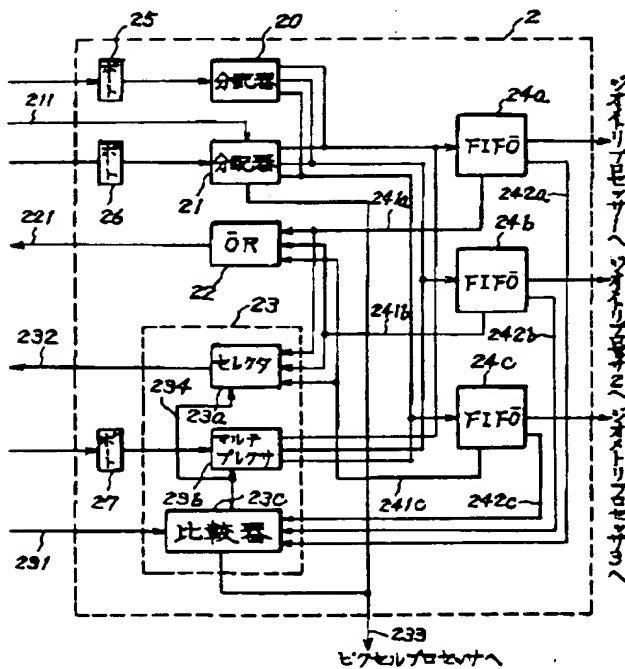 25
20
2
ポート
分配器
211
24a
FIFO
ジオメトリプロセッサ1へ
分配器
241a
242a
26
21
24b
221
OR
FIFO
22
241b
ジオメトリプロセッサ2へ
23
242b
232
セレクタ
24c
234
23a
FIFO
ポート
マルチプレクサ
27
23b
23c
241c
242c
ジオメトリプロセッサ3へ
231
比較器
233
ピクセルプロセッサへ